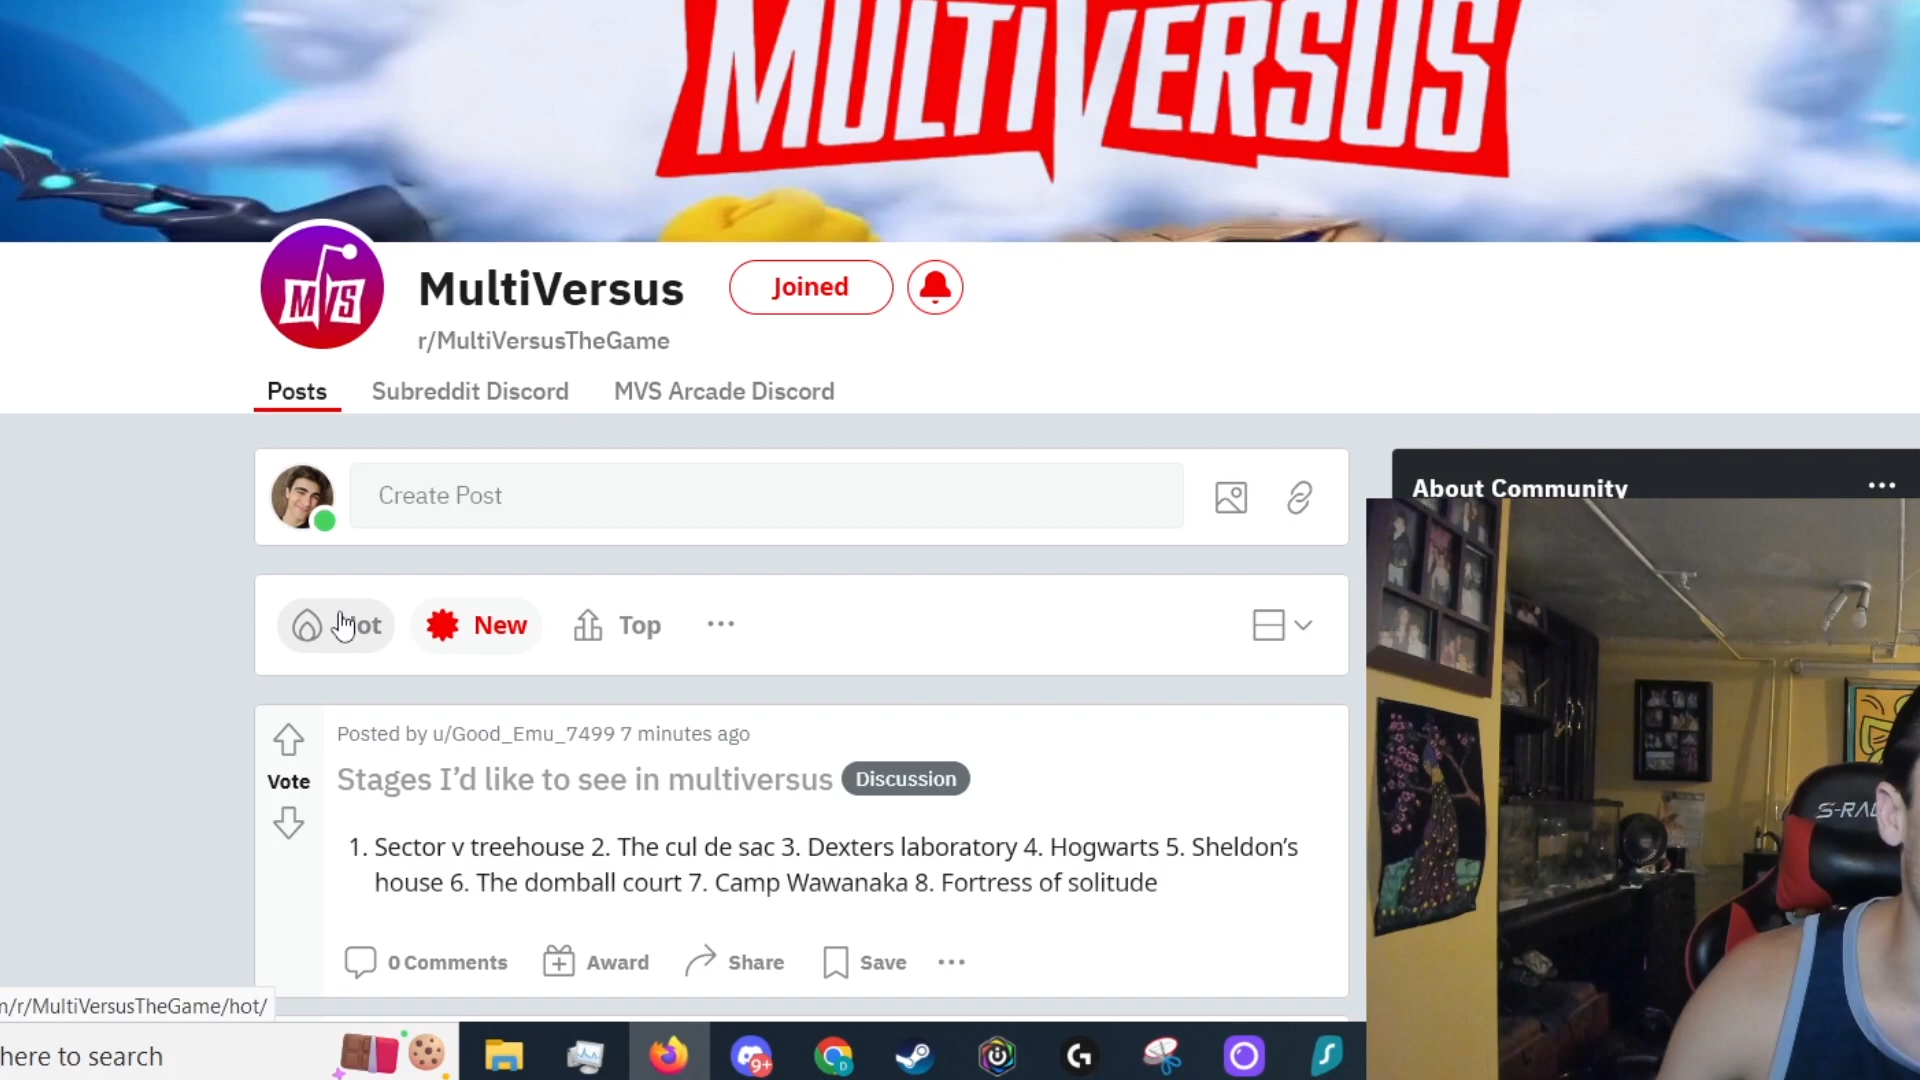 MULTIVERSUS
MVS
MultiVersus
Joined
r/MultiVersusTheGame
Posts
Subreddit Discord
MVS Arcade Discord
Create Post
About Community
New
Top
Posted by u/Good_Emu_7499 7 minutes ago
Vote
Stages I’d like to see in multiversus
Discussion
1. Sector v treehouse 2. The cul de sac 3. Dexters laboratory 4. Hogwarts 5. Sheldon’s
house 6. The domball court 7. Camp Wawanaka 8. Fortress of solitude
0 Comments
Award
Share
Save
/r/MultiVersusTheGame/hot/
here to search
9+
D